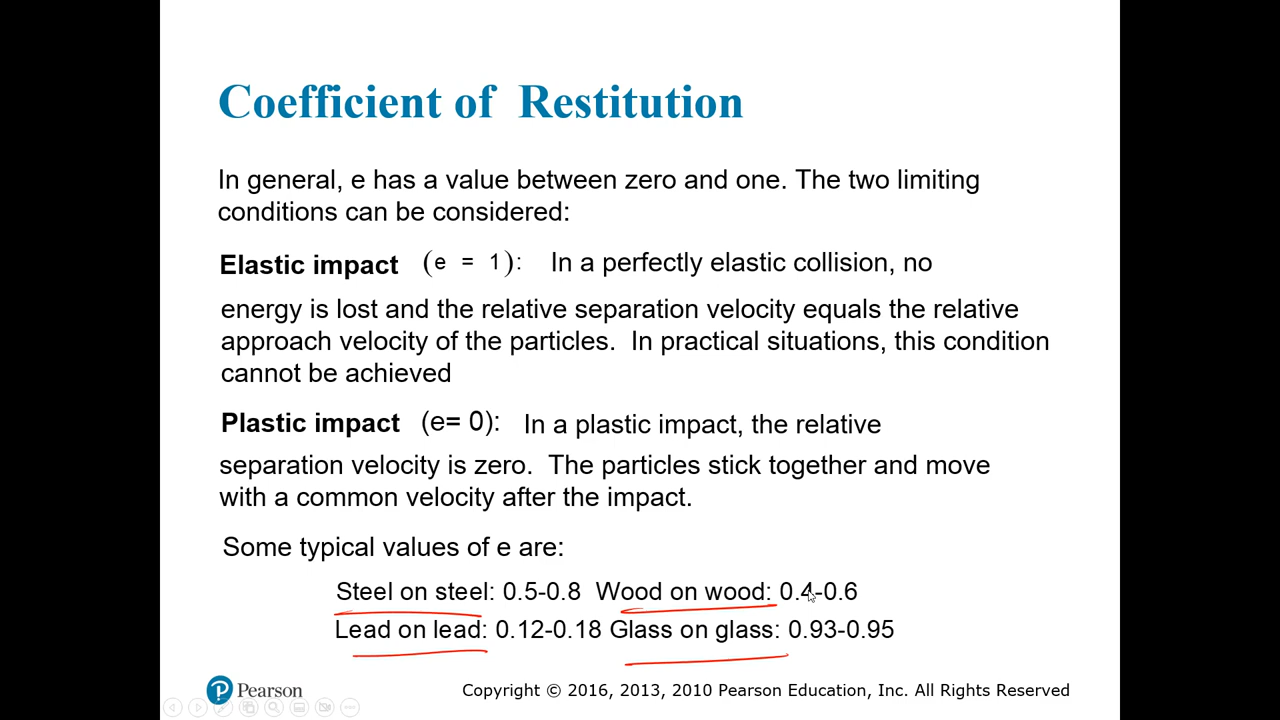 Coefficient of Restitution
In general, e has a value between zero and one. The two limiting
conditions can be considered:
Elastic impact (e = 1): In a perfectly elastic collision, no
energy is lost and the relative separation velocity equals the relative
approach velocity of the particles. In practical situations, this condition
cannot be achieved
Plastic impact (e= 0): In a plastic impact, the relative
separation velocity is zero. The particles stick together and move
with a common velocity after the impact.
Some typical values of e are:
Steel on steel: 0.5-0.8 Wood on wood: 0.4-0.6
Lead on lead: 0.12-0.18 Glass on glass: 0.93-0.95
Pearson
Copyright © 2016, 2013, 2010 Pearson Education, Inc. All Rights Reserved